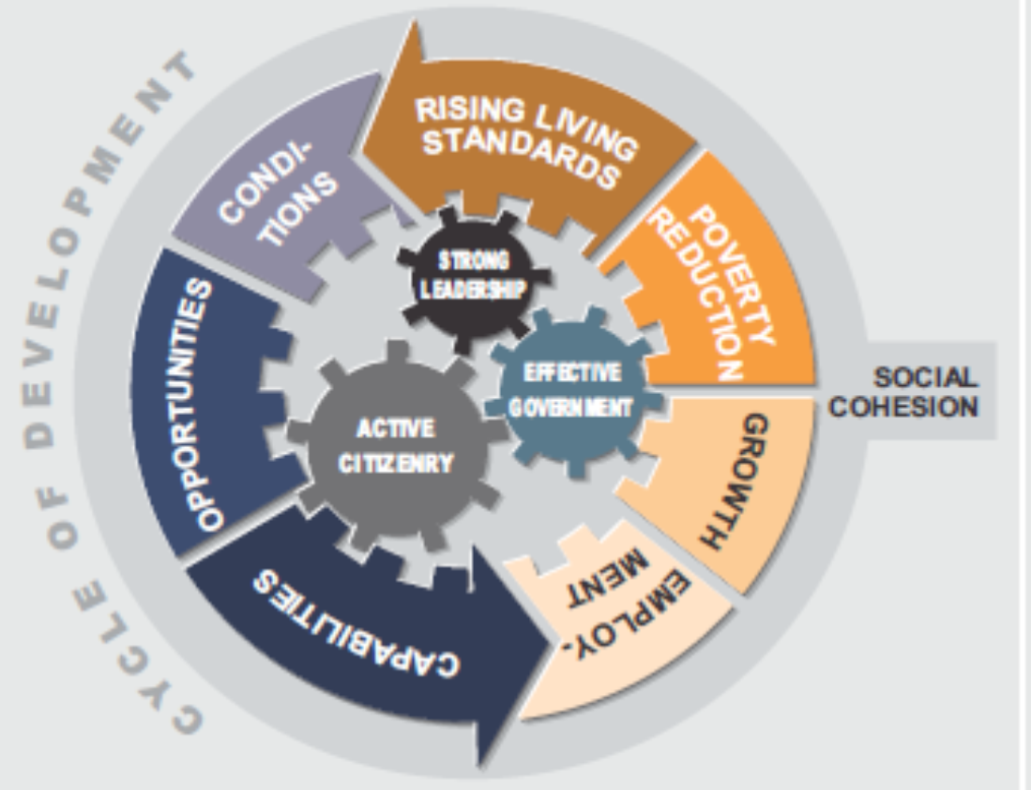 CYCLE OF DEVELOPMENT
RISING LIVING
STANDARDS
POVERTY
REDUCTION
GROWTH
EMPLOY-
MENT
CAPABILITIES
OPPORTUNITIES
CONDI-
TIONS
STRONG
LEADERSHIP
EFFECTIVE
GOVERNMENT
ACTIVE
CITIZENRY
SOCIAL
COHESION